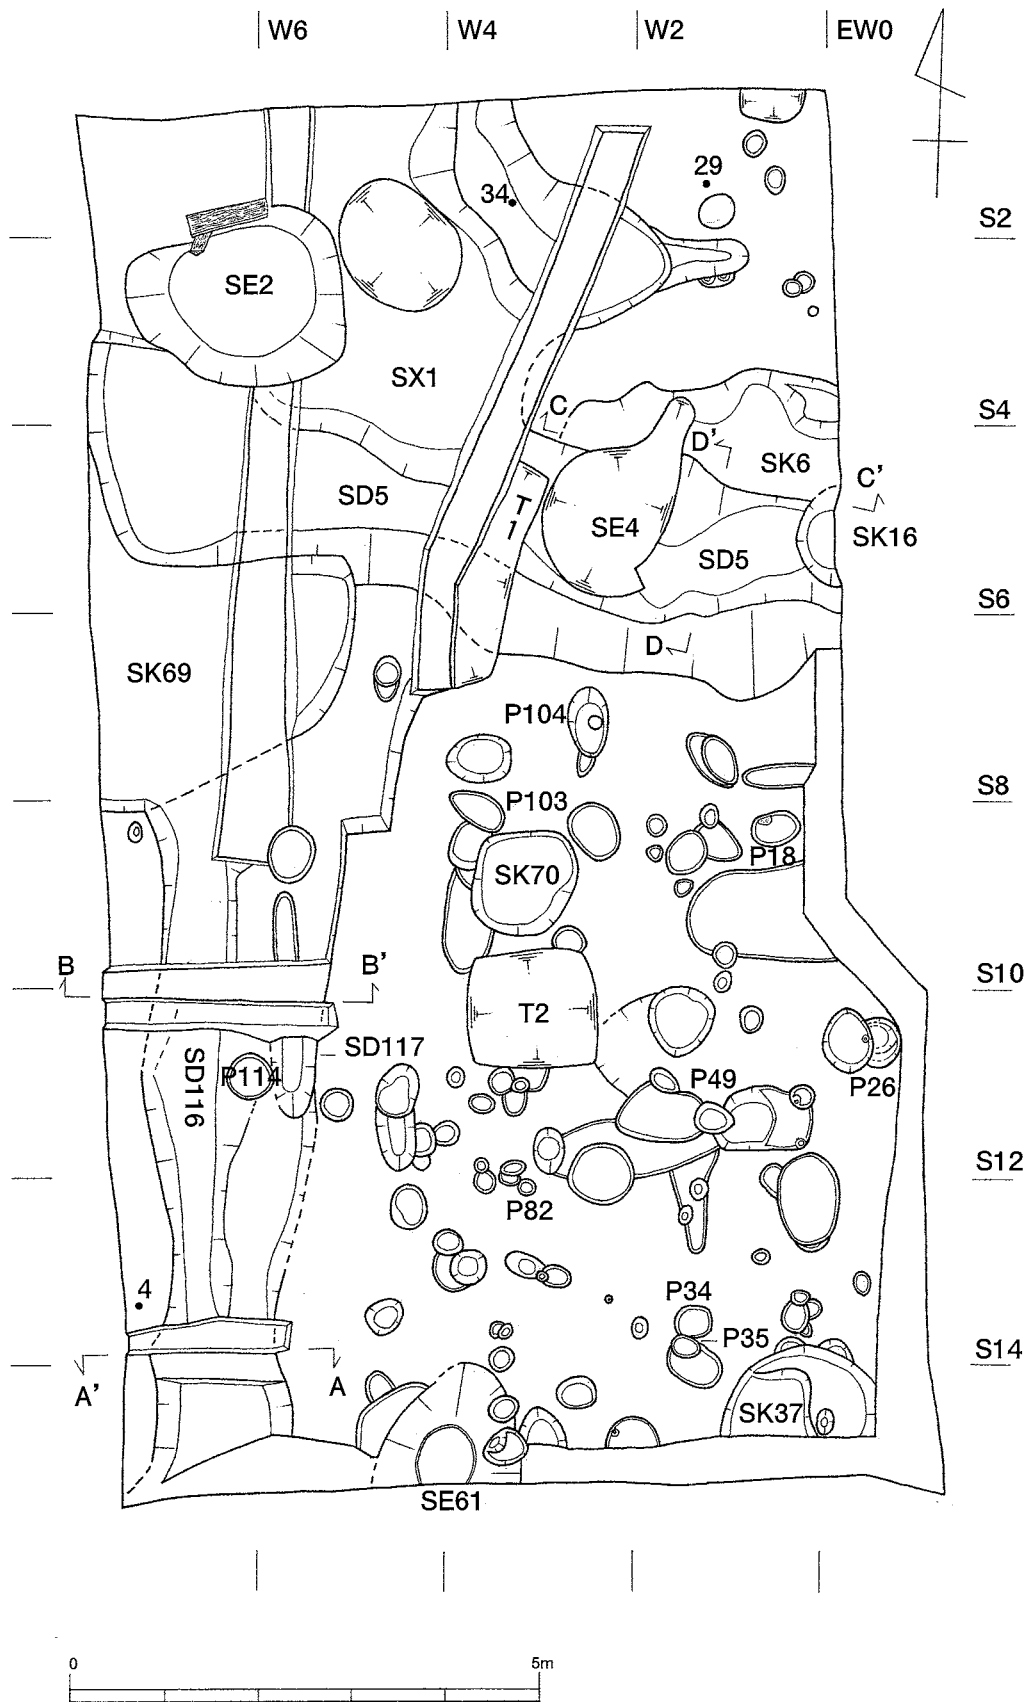 W6 W4 W2 EW0
29
34
S2
SE2
SX1
C
S4
D'
SK6
C'
SD5
T1
SE4
SK16
SD5
S6
D
SK69
P104
S8
P103
P18
SK70
B B'
S10
T2
SD117
SD116
P114
P49
P26
S12
P82
4
P34
P35
S14
A' A
SK37
SE61
0 5m